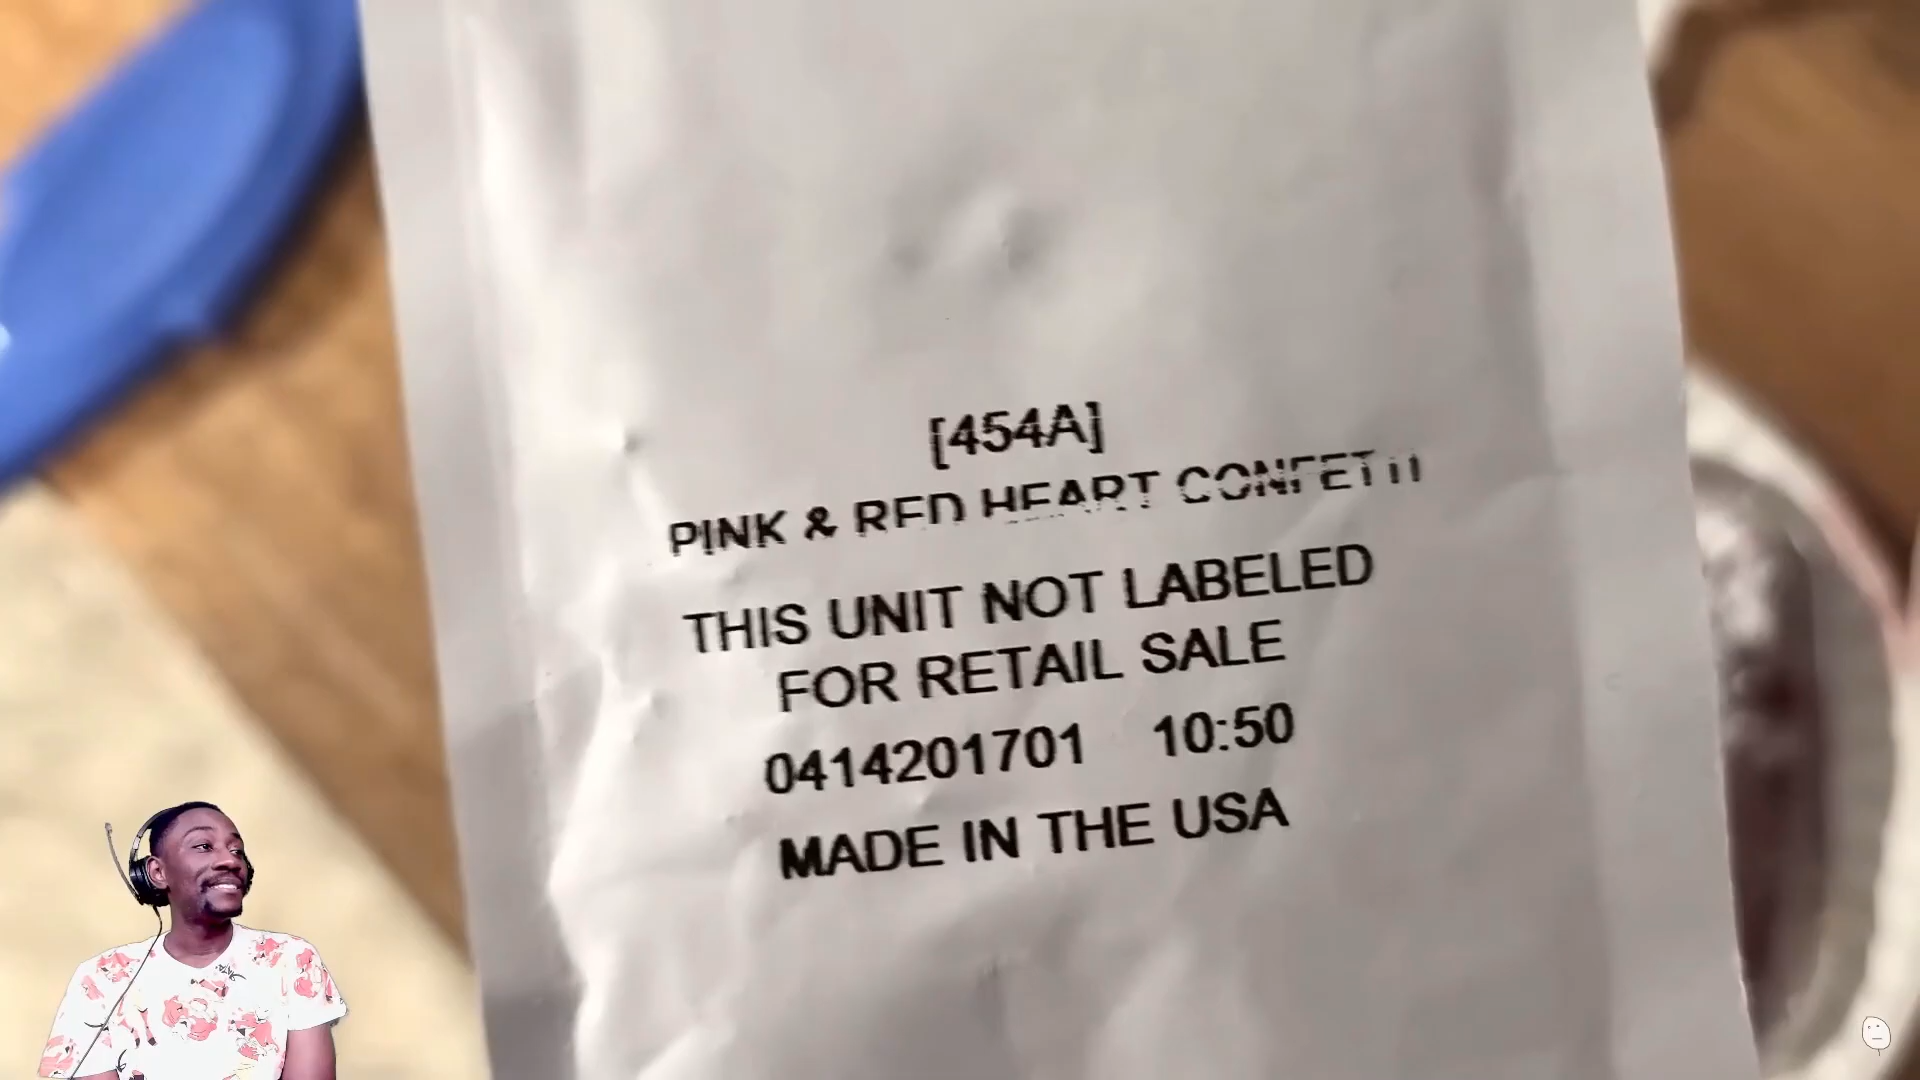 [454A]
PINK & RED HEART CONFETTI
THIS UNIT NOT LABELED
FOR RETAIL SALE
0414201701 10:50
MADE IN THE USA